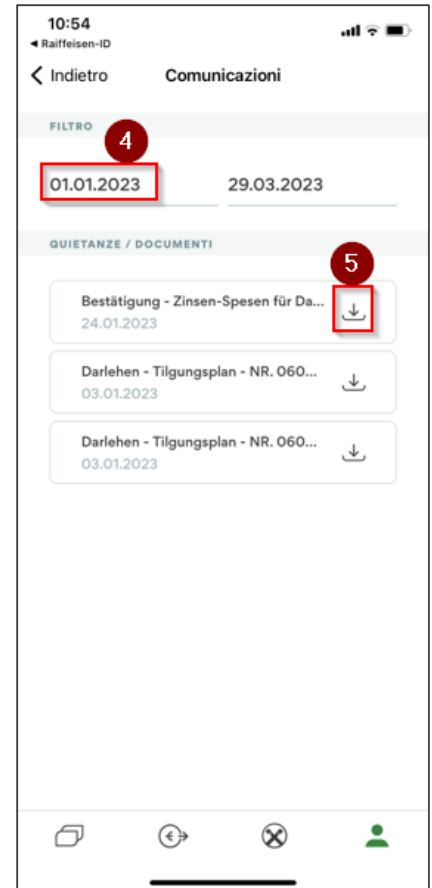 10:54
◀ Raiffeisen-ID
Indietro Comunicazioni
FILTRO
4
01.01.2023 29.03.2023
QUIETANZE / DOCUMENTI
5
Bestätigung - Zinsen-Spesen für Da...
24.01.2023
Darlehen - Tilgungsplan - NR. 060...
03.01.2023
Darlehen - Tilgungsplan - NR. 060...
03.01.2023